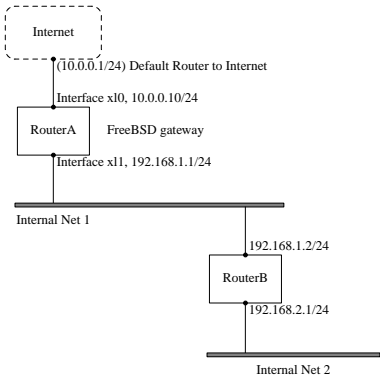 Internet
(10.0.0.1/24) Default Router to Internet
Interface xl0, 10.0.0.10/24
RouterA FreeBSD gateway
Interface xl1, 192.168.1.1/24
Internal Net 1
192.168.1.2/24
RouterB
192.168.2.1/24
Internal Net 2